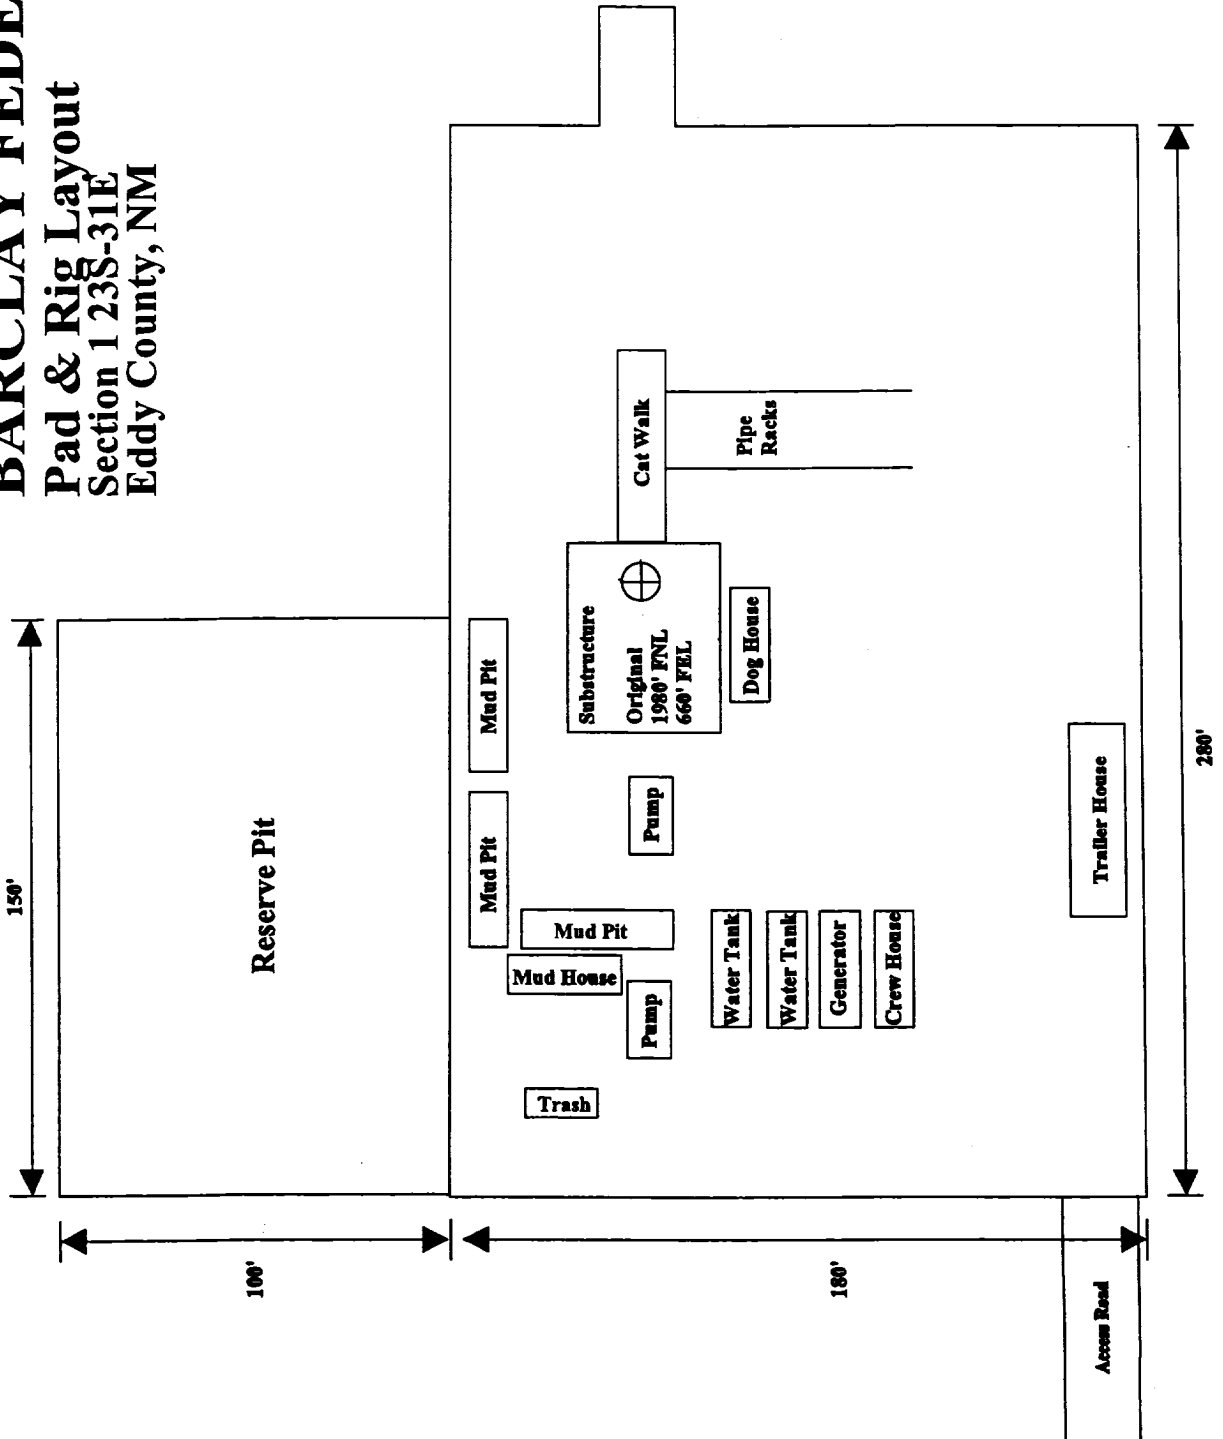 BARCLAY FEDE
Pad & Rig Layout
Section 1 23S-31E
Eddy County, NM
150'
Reserve Pit
100'
Mud Pit
Mud Pit
Mud Pit
Mud House
Trash
Pump
Pump
Substructure
Original
1980' FNL
660' FEL
Cat Walk
Pipe
Racks
Dog House
Water Tank
Water Tank
Generator
Crew House
Trailer House
180'
280'
Access Road